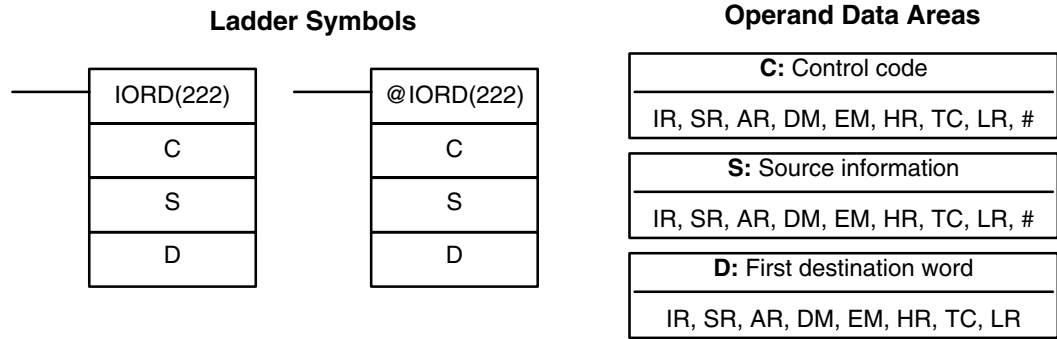 Ladder Symbols
IORD(222)
C
S
D
@IORD(222)
C
S
D
Operand Data Areas
C: Control code
IR, SR, AR, DM, EM, HR, TC, LR, #
S: Source information
IR, SR, AR, DM, EM, HR, TC, LR, #
D: First destination word
IR, SR, AR, DM, EM, HR, TC, LR